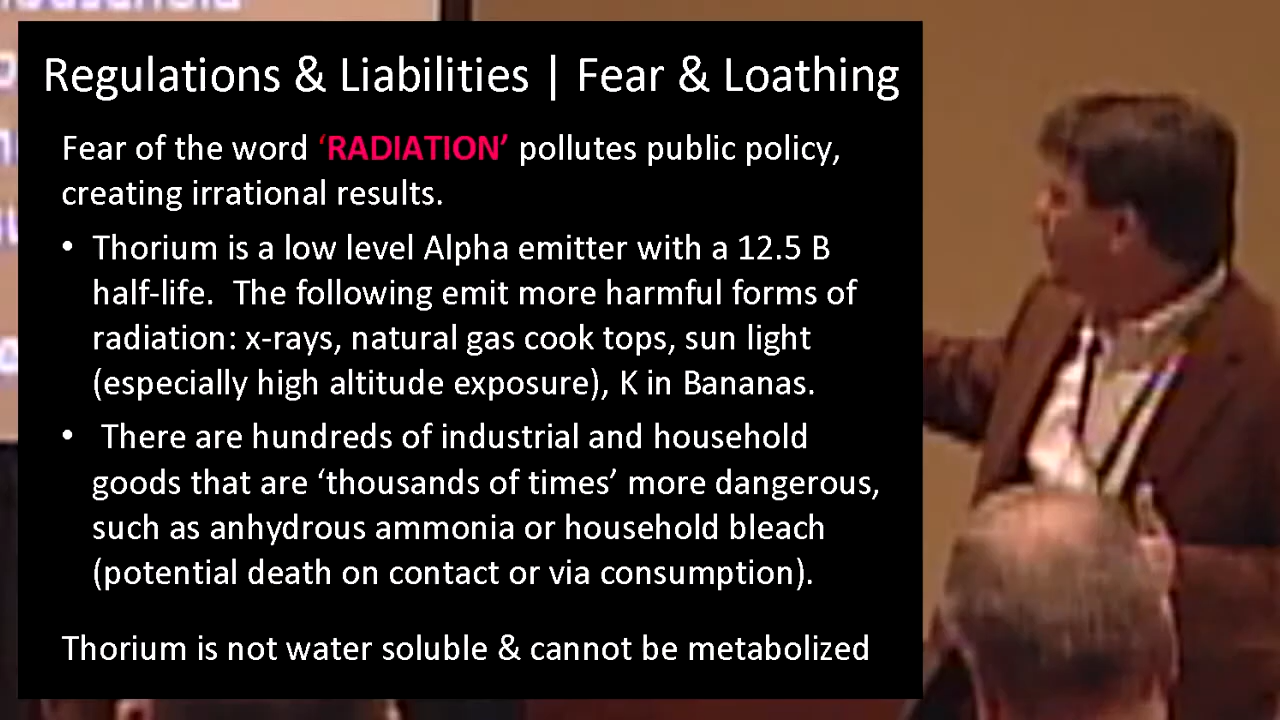 Regulations & Liabilities | Fear & Loathing
Fear of the word ‘RADIATION’ pollutes public policy,
creating irrational results.
• Thorium is a low level Alpha emitter with a 12.5 B
half-life. The following emit more harmful forms of
radiation: x-rays, natural gas cook tops, sun light
(especially high altitude exposure), K in Bananas.
• There are hundreds of industrial and household
goods that are ‘thousands of times’ more dangerous,
such as anhydrous ammonia or household bleach
(potential death on contact or via consumption).
Thorium is not water soluble & cannot be metabolized